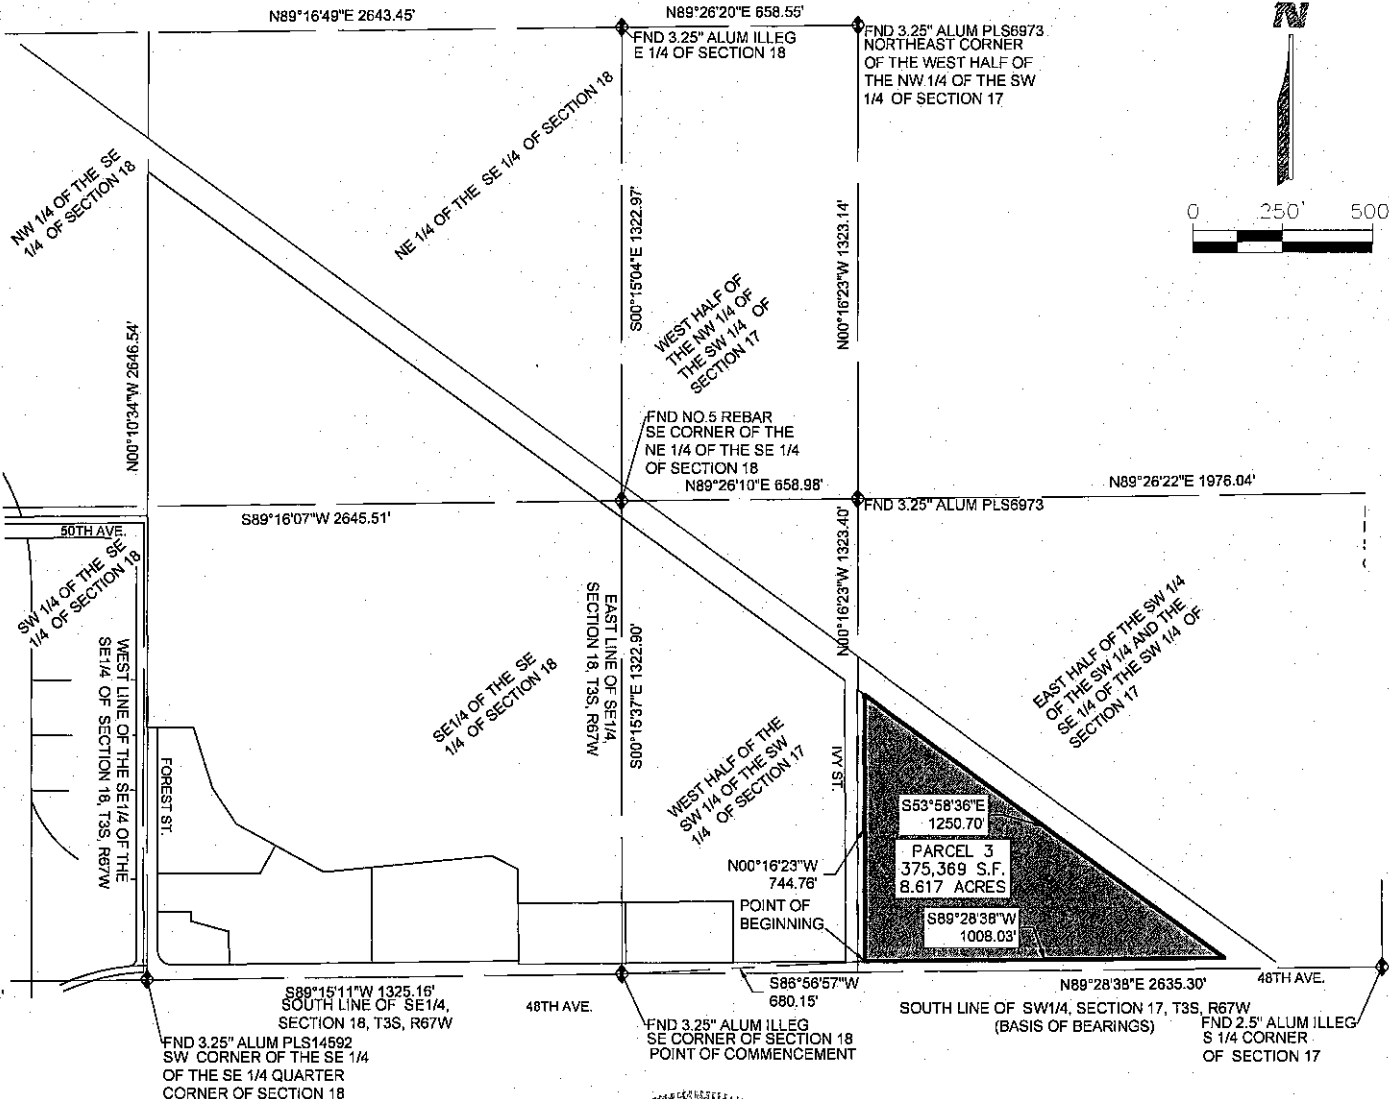 N89°16'49"E 2643.45'
N89°26'20"E 658.55'
N
FND 3.25" ALUM ILLEG
E 1/4 OF SECTION 18
FND 3.25" ALUM PLS6973
NORTHEAST CORNER
OF THE WEST HALF OF
THE NW 1/4 OF THE SW
1/4 OF SECTION 17
0 250' 500
NW 1/4 OF THE SE
1/4 OF SECTION 18
NE 1/4 OF THE SE 1/4 OF SECTION 18
S00°15'04"E 1322.97'
N00°16'23"W 1323.14'
N00°10'34"W 2646.54'
WEST HALF OF
THE NW 1/4 OF
THE SW 1/4 OF
SECTION 17
FND NO.5 REBAR
SE CORNER OF THE
NE 1/4 OF THE SE 1/4
OF SECTION 18
N89°26'10"E 658.98'
N89°26'22"E 1976.04'
FND 3.25" ALUM PLS6973
S89°16'07"W 2645.51'
50TH AVE.
SW 1/4 OF THE SE
1/4 OF SECTION 18
WEST LINE OF THE SE1/4 OF THE
SE1/4 OF SECTION 18, T3S, R67W
FOREST ST.
SE1/4 OF THE SE
1/4 OF SECTION 18
EAST LINE OF SE1/4,
SECTION 18, T3S, R67W
S00°15'37"E 1322.90'
N00°16'23"W 1323.40'
WEST HALF OF THE
SW 1/4 OF THE SW
1/4 OF SECTION 17
IVY ST.
EAST HALF OF THE SW 1/4
OF THE SW 1/4 AND THE
SE 1/4 OF THE SW 1/4 OF
SECTION 17
S53°58'36"E
1250.70'
PARCEL 3
375,369 S.F.
8.617 ACRES
N00°16'23"W
744.76'
POINT OF
BEGINNING
S89°28'38"W
1008.03'
S89°15'11"W 1325.16'
SOUTH LINE OF SE1/4,
SECTION 18, T3S, R67W
48TH AVE.
S86°56'57"W
680.15'
N89°28'38"E 2635.30'
48TH AVE.
SOUTH LINE OF SW1/4, SECTION 17, T3S, R67W
(BASIS OF BEARINGS)
FND 3.25" ALUM PLS14592
SW CORNER OF THE SE 1/4
OF THE SE 1/4 QUARTER
CORNER OF SECTION 18
FND 3.25" ALUM ILLEG
SE CORNER OF SECTION 18
POINT OF COMMENCEMENT
FND 2.5" ALUM ILLEG
S 1/4 CORNER
OF SECTION 17